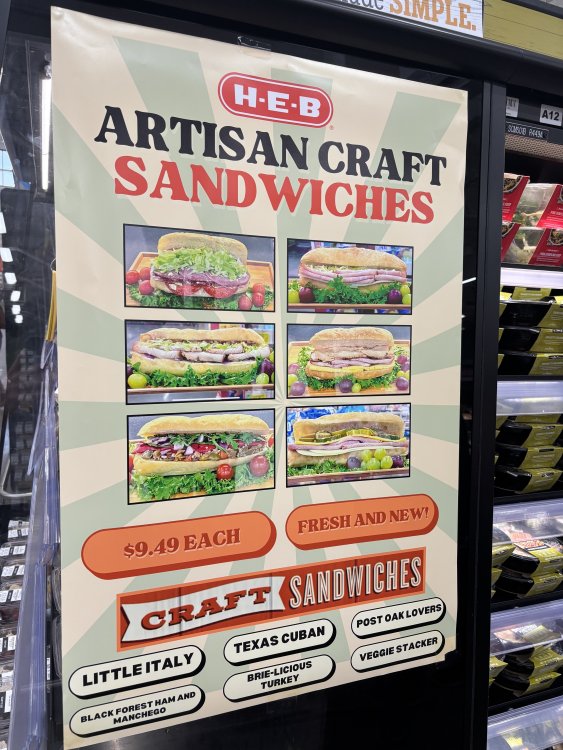 SIMPLE.
H-E-B
ARTISAN CRAFT
SANDWICHES
$9.49 EACH
FRESH AND NEW!
CRAFT SANDWICHES
LITTLE ITALY
TEXAS CUBAN
POST OAK LOVERS
BLACK FOREST HAM AND
MANCHEGO
BRIE-LICIOUS
TURKEY
VEGGIE STACKER
A12